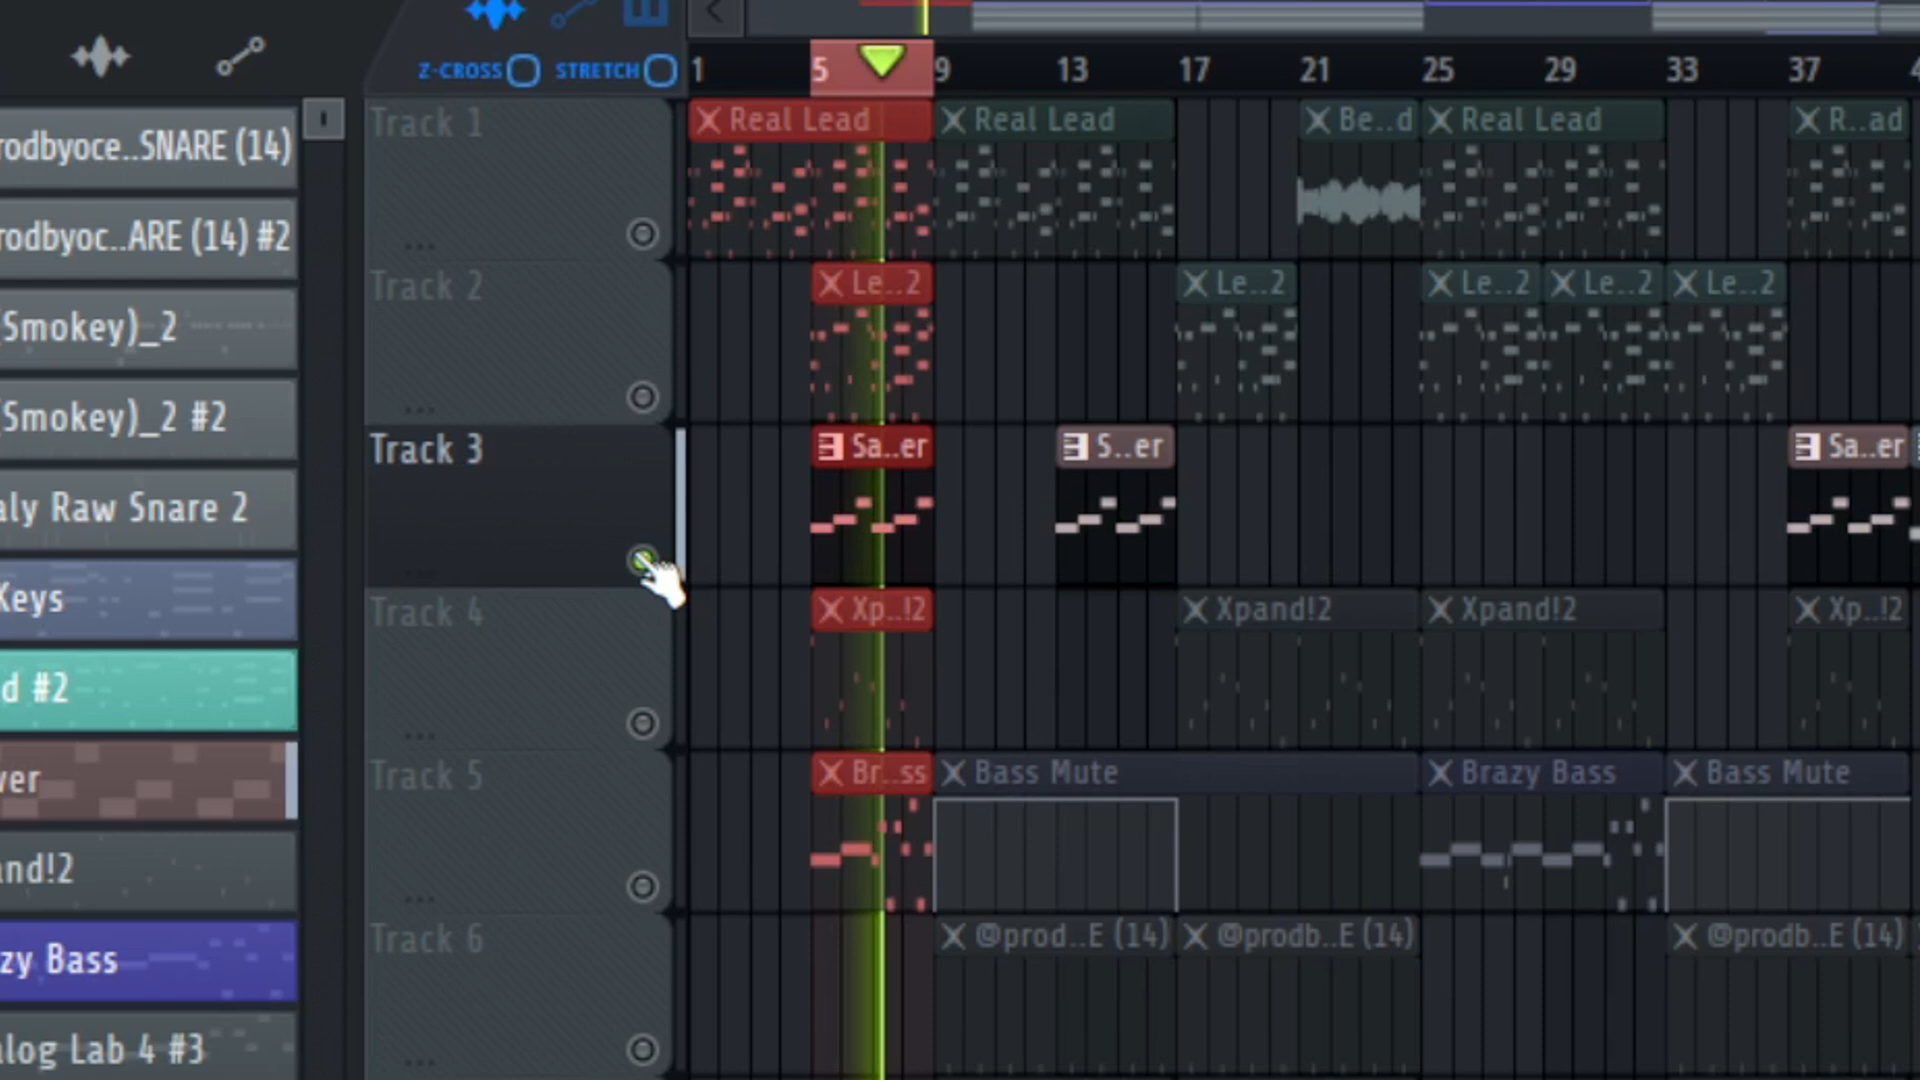 Z-CROSS STRETCH
1 5 9 13 17 21 25 29 33 37
rodbyoce..SNARE (14)
rodbyoc..ARE (14) #2
(Smokey)_2
(Smokey)_2 #2
aly Raw Snare 2
Keys
d #2
ver
and!2
zy Bass
alog Lab 4 #3
Track 1
Real Lead Real Lead Be..d Real Lead R..ad
Track 2
Le..2 Le..2 Le..2 Le..2 Le..2
Track 3
Sa..er S..er Sa..er
Track 4
Xp..!2 Xpand!2 Xpand!2 Xp..!2
Track 5
Br..ss Bass Mute Brazy Bass Bass Mute
Track 6
@prod..E (14) @prodb..E (14) @prodb..E (14)